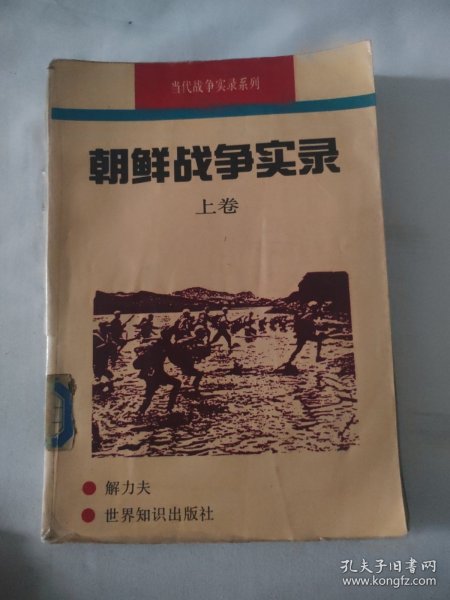 当代战争实录系列
朝鲜战争实录
上卷
解力夫
世界知识出版社
孔夫子旧书网
www.kongfz.com